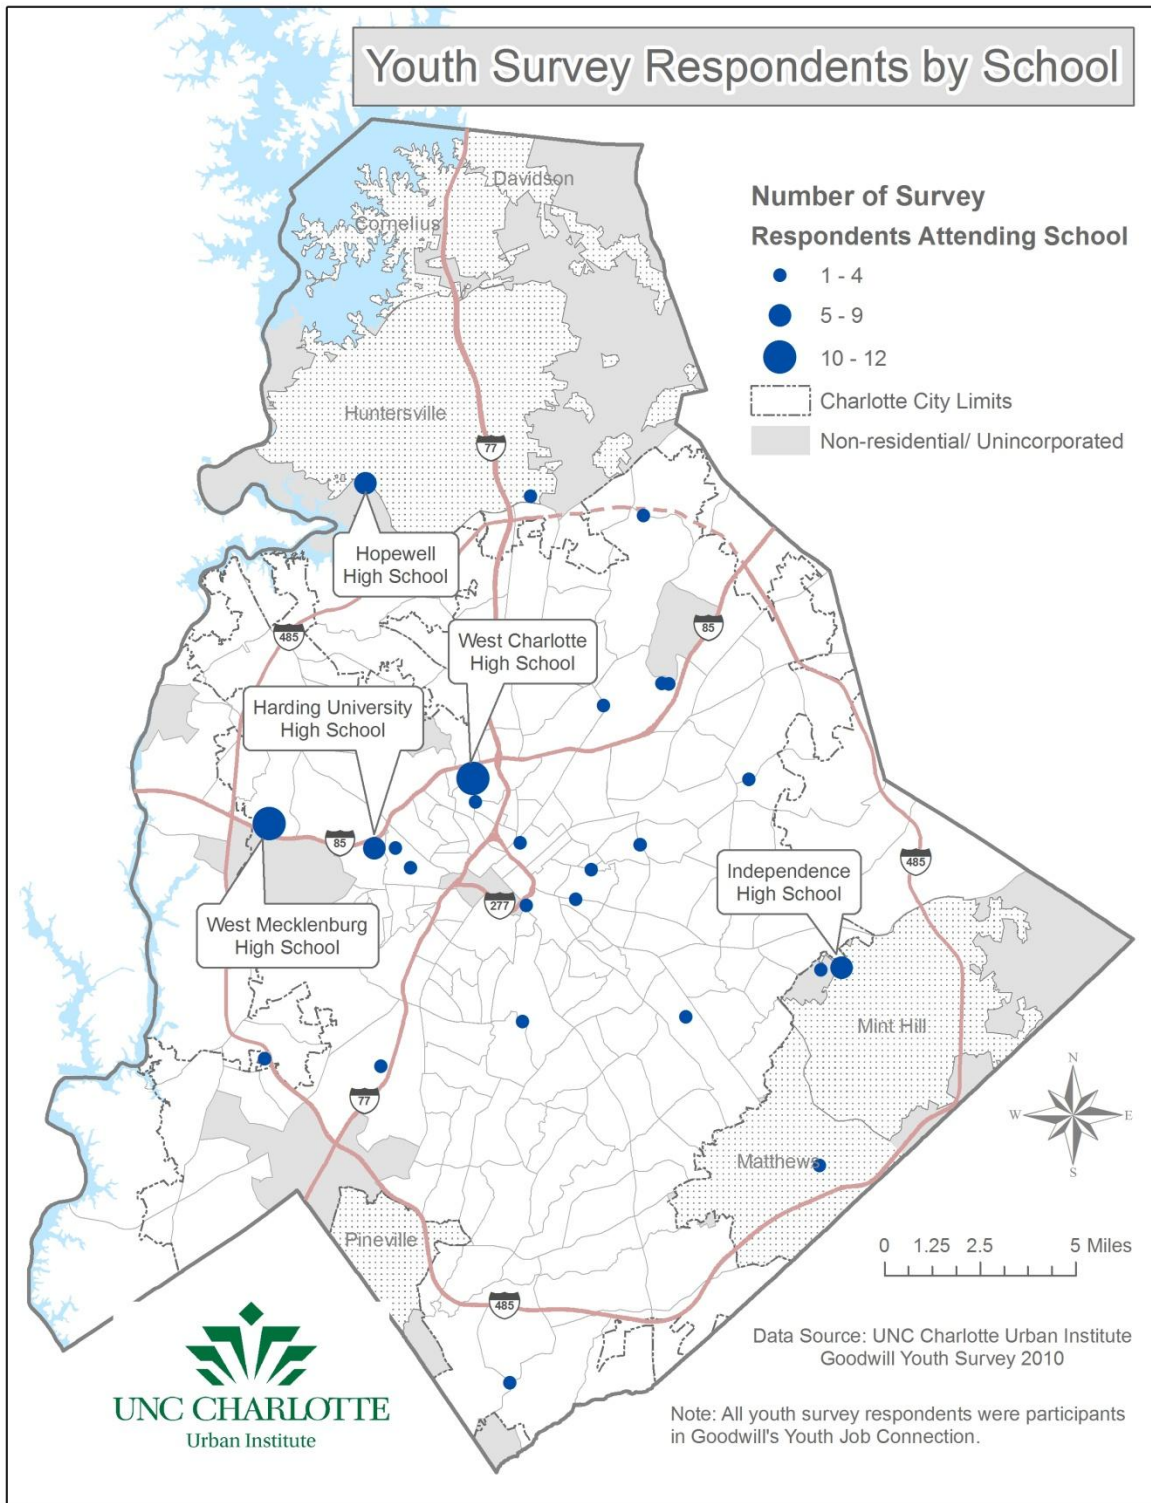 Youth Survey Respondents by School
Number of Survey
Respondents Attending School
1 - 4
5 - 9
10 - 12
Charlotte City Limits
Non-residential/ Unincorporated
Davidson
Cornelius
Huntersville
77
Hopewell
High School
485
85
West Charlotte
High School
Harding University
High School
85
485
Independence
High School
277
West Mecklenburg
High School
Mint Hill
77
N
W
E
S
Matthews
Pineville
0 1.25 2.5 5 Miles
485
Data Source: UNC Charlotte Urban Institute
Goodwill Youth Survey 2010
UNC CHARLOTTE
Urban Institute
Note: All youth survey respondents were participants
in Goodwill's Youth Job Connection.